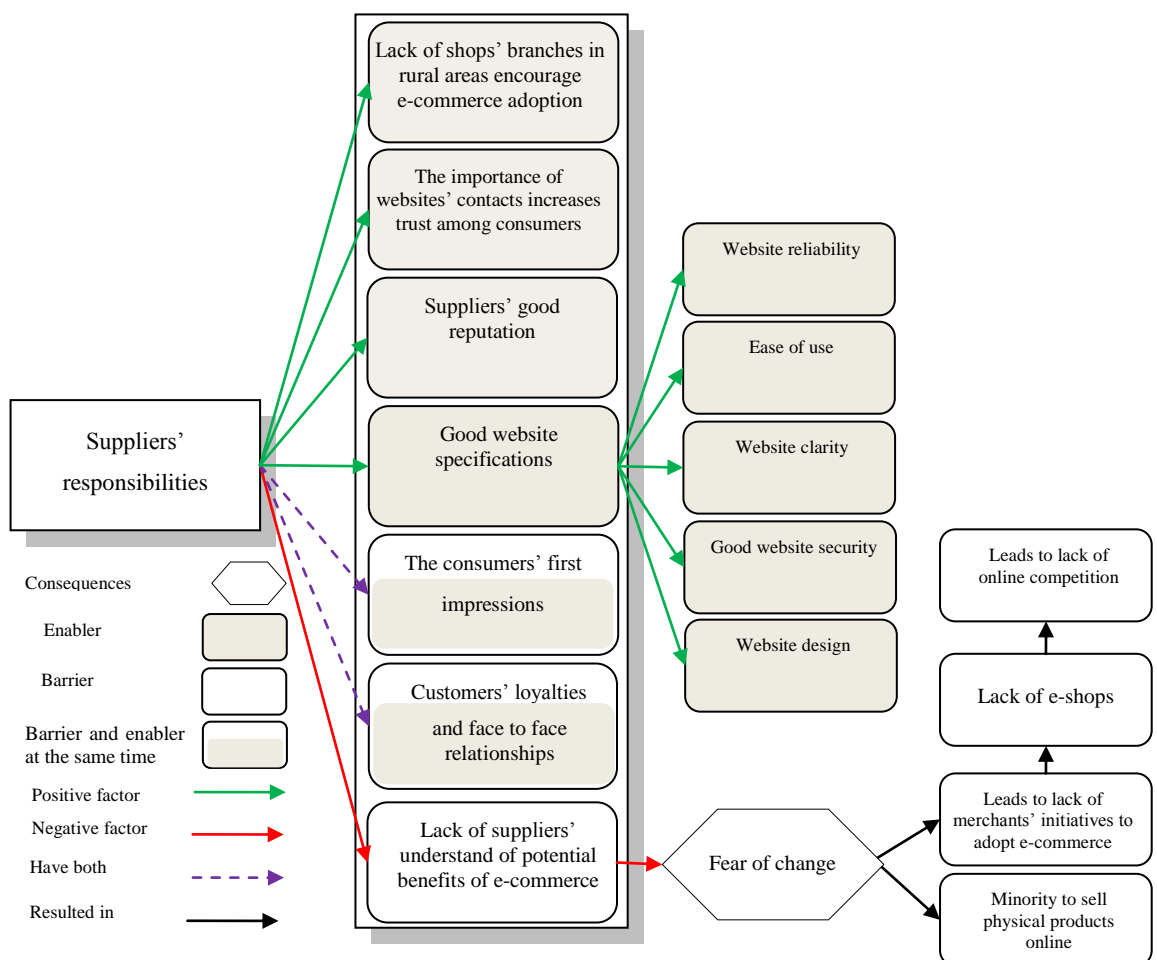 Lack of shops’ branches in
rural areas encourage
e-commerce adoption
The importance of
websites’ contacts increases
trust among consumers
Suppliers’ good
reputation
Good website
specifications
The consumers’ first
impressions
Customers’ loyalties
and face to face
relationships
Lack of suppliers’
understand of potential
benefits of e-commerce
Suppliers’
responsibilities
Website reliability
Ease of use
Website clarity
Good website security
Website design
Fear of change
Leads to lack of
online competition
Lack of e-shops
Leads to lack of
merchants’ initiatives to
adopt e-commerce
Minority to sell
physical products
online
Consequences
Enabler
Barrier
Barrier and enabler
at the same time
Positive factor
Negative factor
Have both
Resulted in